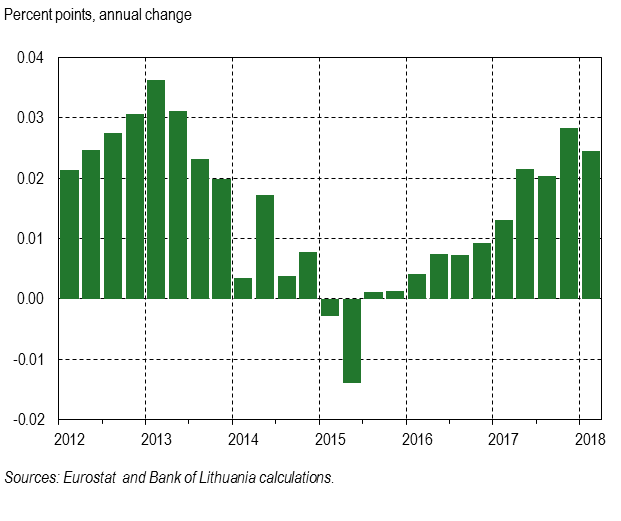 Percent points, annual change
0.04
0.03
0.02
0.01
0.00
-0.01
-0.02
2012 2013 2014 2015 2016 2017 2018
Sources: Eurostat and Bank of Lithuania calculations.